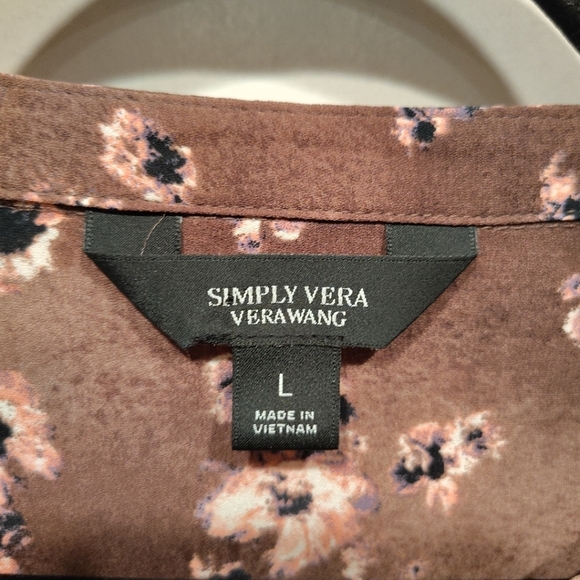 SIMPLY VERA
VERAWANG
L
MADE IN
VIETNAM